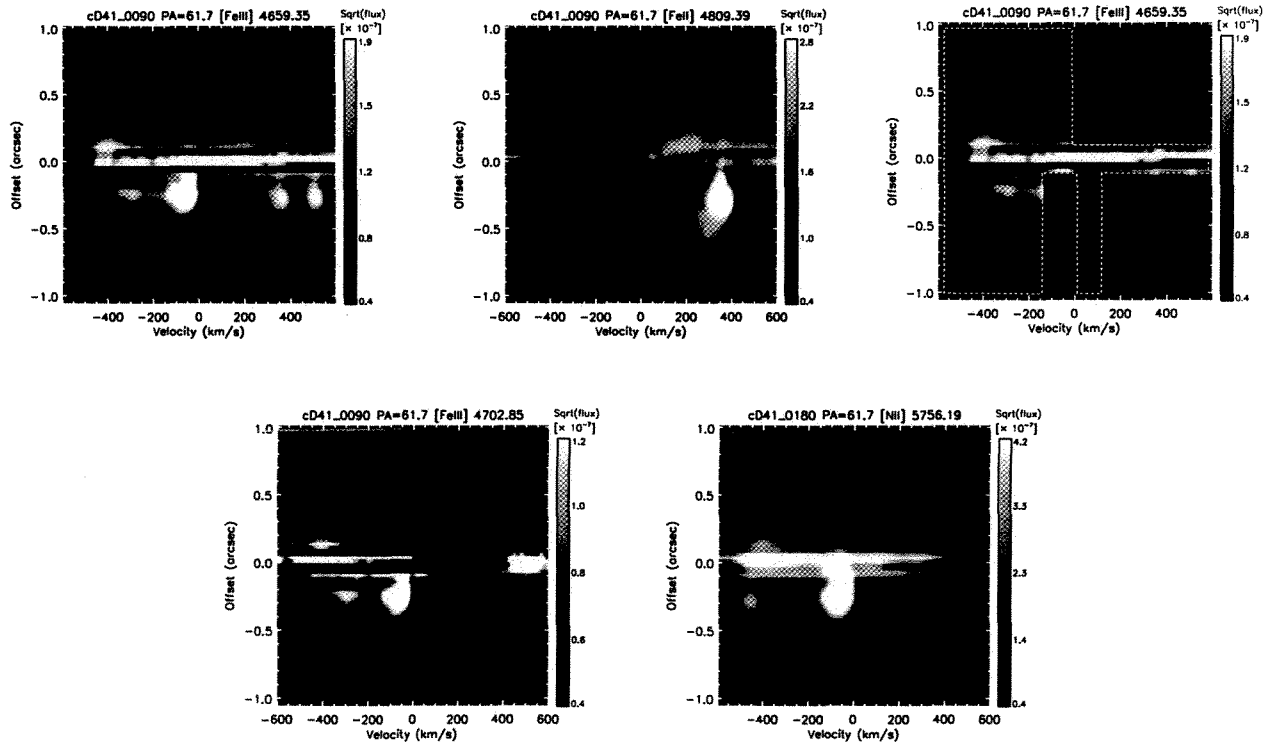 cD41_0090 PA=61.7 [FeIII] 4659.35
Sqrt(flux)
[× 10⁻⁷]
1.0
0.5
0.0
−0.5
−1.0
Offset (arcsec)
1.9
1.5
1.2
0.8
0.4
−400 −200 0 200 400
Velocity (km/s)
cD41_0090 PA=61.7 [FeII] 4809.39
Sqrt(flux)
[× 10⁻⁷]
1.0
0.5
0.0
−0.5
−1.0
Offset (arcsec)
2.8
2.2
1.6
1.0
0.4
−600 −400 −200 0 200 400 600
Velocity (km/s)
cD41_0090 PA=61.7 [FeIII] 4659.35
Sqrt(flux)
[× 10⁻⁷]
1.0
0.5
0.0
−0.5
−1.0
Offset (arcsec)
1.9
1.5
1.2
0.8
0.4
−400 −200 0 200 400
Velocity (km/s)
cD41_0090 PA=61.7 [FeIII] 4702.85
Sqrt(flux)
[× 10⁻⁷]
1.0
0.5
0.0
−0.5
−1.0
Offset (arcsec)
1.2
1.0
0.8
0.6
0.4
−600 −400 −200 0 200 400 600
Velocity (km/s)
cD41_0180 PA=61.7 [NII] 5756.19
Sqrt(flux)
[× 10⁻⁷]
1.0
0.5
0.0
−0.5
−1.0
Offset (arcsec)
4.2
3.3
2.3
1.4
0.4
−400 −200 0 200 400 600
Velocity (km/s)